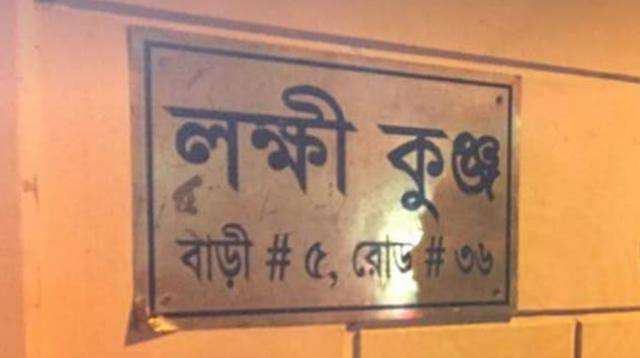 লক্ষী কুঞ্জ
বাড়ী # ৫, রোড # ৩৬